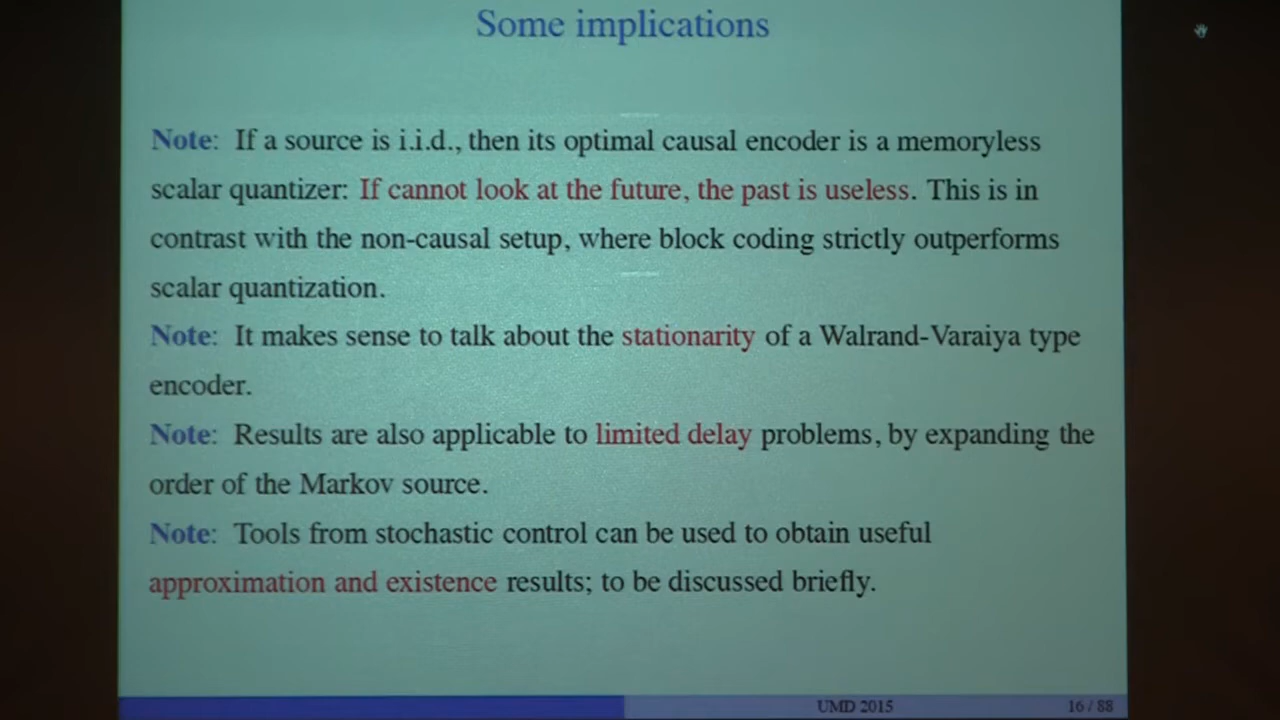 Some implications
Note: If a source is i.i.d., then its optimal causal encoder is a memoryless
scalar quantizer: If cannot look at the future, the past is useless. This is in
contrast with the non-causal setup, where block coding strictly outperforms
scalar quantization.
Note: It makes sense to talk about the stationarity of a Walrand-Varaiya type
encoder.
Note: Results are also applicable to limited delay problems, by expanding the
order of the Markov source.
Note: Tools from stochastic control can be used to obtain useful
approximation and existence results; to be discussed briefly.
UMD 2015 16 / 88